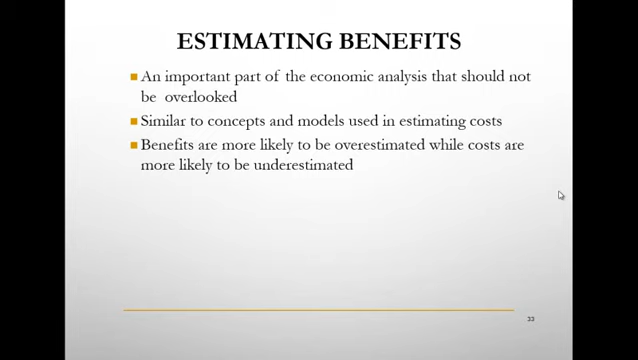 ESTIMATING BENEFITS
An important part of the economic analysis that should not
be overlooked
Similar to concepts and models used in estimating costs
Benefits are more likely to be overestimated while costs are
more likely to be underestimated
33